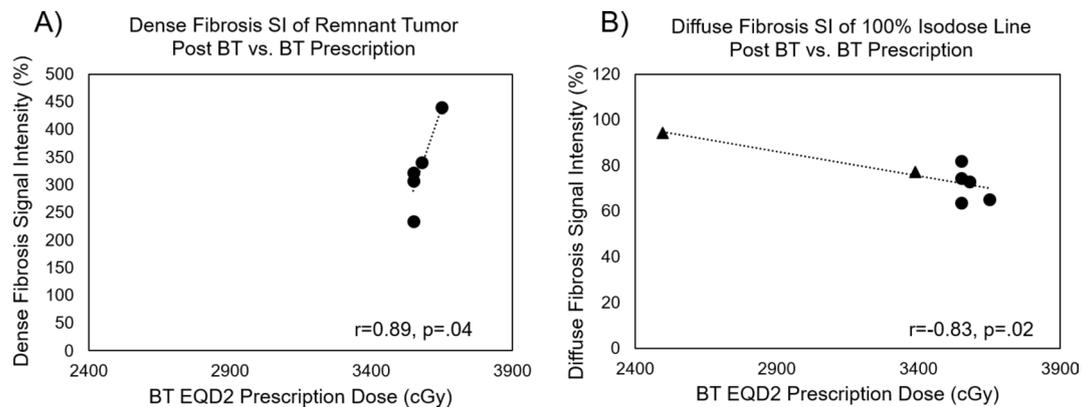 A)
Dense Fibrosis SI of Remnant Tumor
Post BT vs. BT Prescription
Dense Fibrosis Signal Intensity (%)
500
450
400
350
300
250
200
150
100
50
0
r=0.89, p=.04
2400 2900 3400 3900
BT EQD2 Prescription Dose (cGy)
B)
Diffuse Fibrosis SI of 100% Isodose Line
Post BT vs. BT Prescription
Diffuse Fibrosis Signal Intensity (%)
120
100
80
60
40
20
0
r=-0.83, p=.02
2400 2900 3400 3900
BT EQD2 Prescription Dose (cGy)